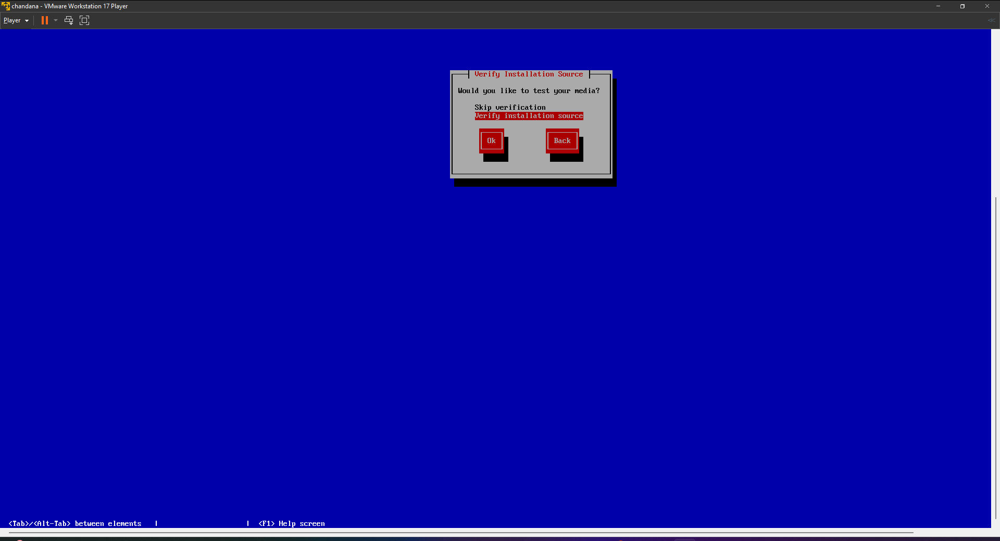 chandana - VMware Workstation 17 Player
Player
Verify Installation Source
Would you like to test your media?
Skip verification
Verify installation source
Ok
Back
<Tab>/<Alt-Tab> between elements | | <F1> Help screen